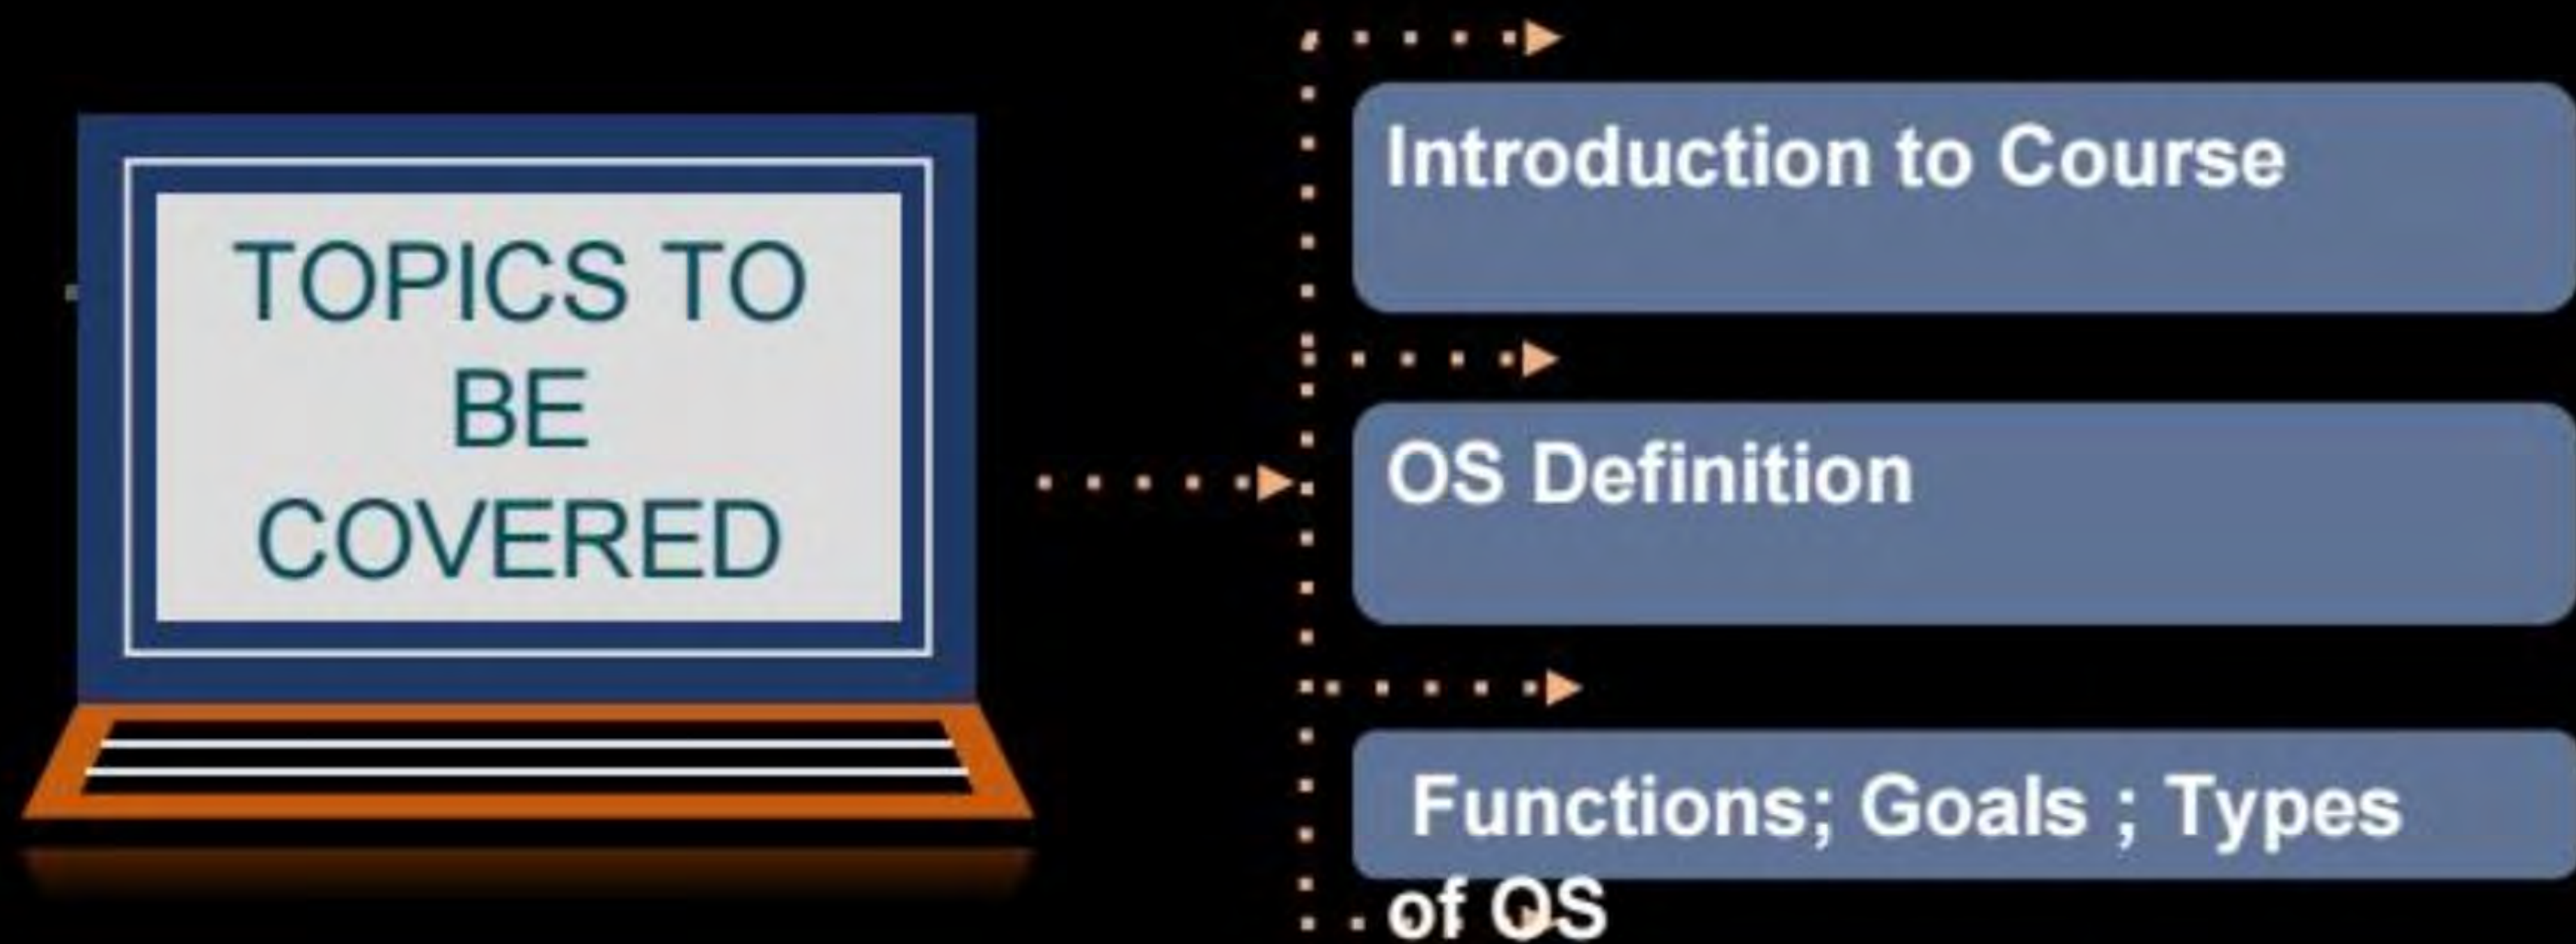 TOPICS TO
BE
COVERED
Introduction to Course
OS Definition
Functions; Goals ; Types
of OS